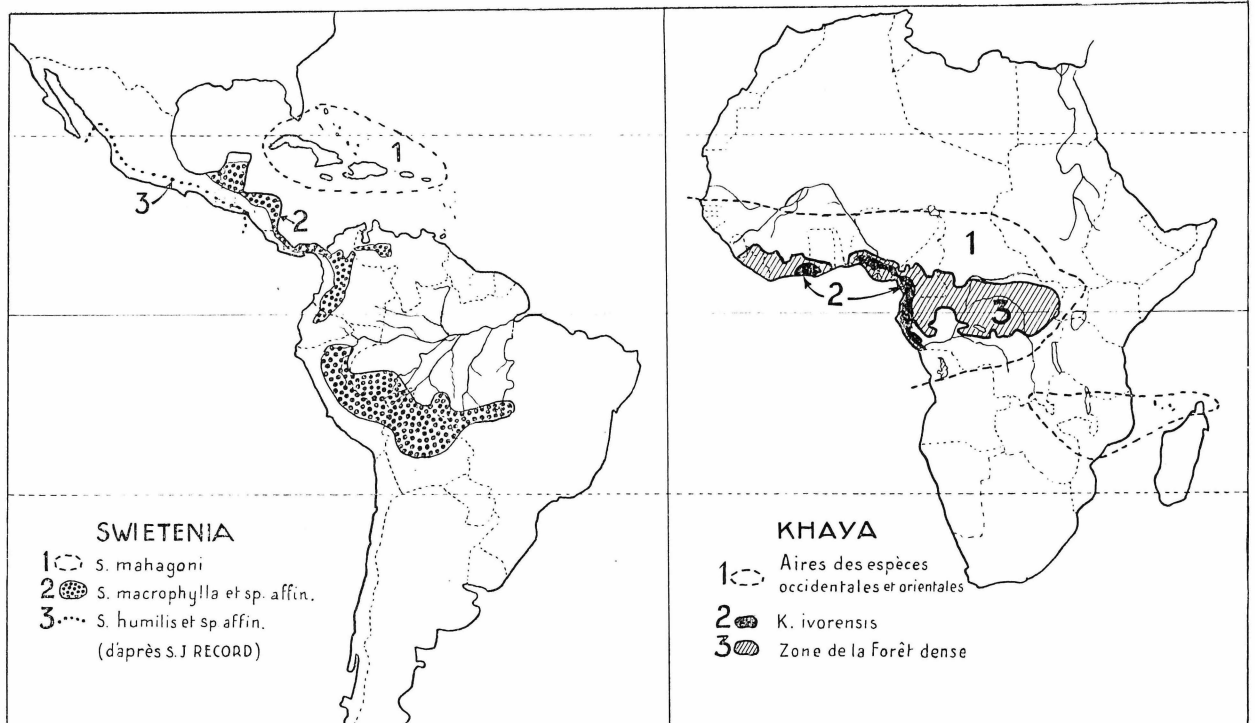 1
2
3
SWIETENIA
1 S. mahagoni
2 S. macrophylla et sp. affin.
3 S. humilis et sp affin.
(d'après S. J RECORD)
1
2
3
KHAYA
1 Aires des espèces
occidentales et orientales
2 K. ivorensis
3 Zone de la Forêt dense